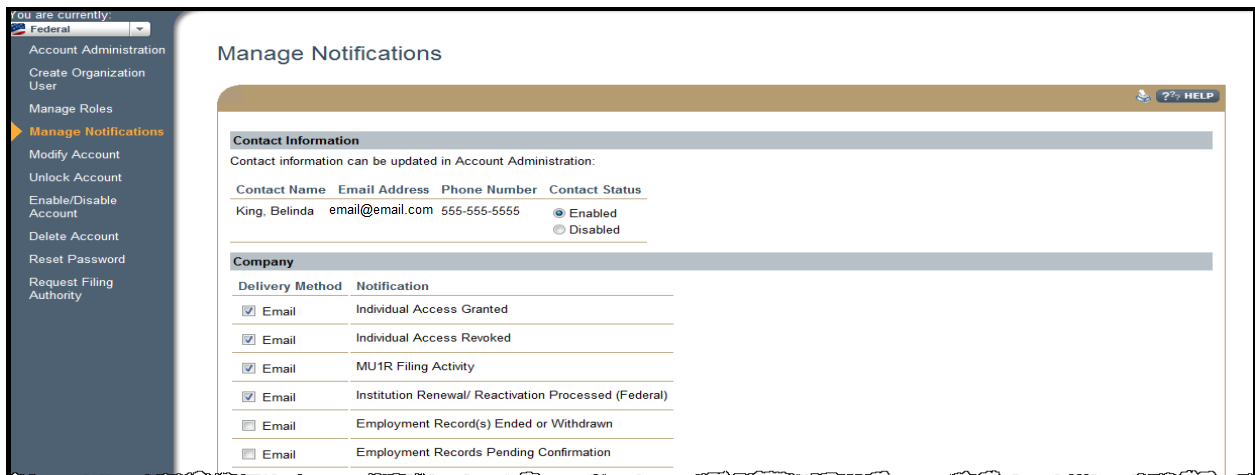 You are currently:
Federal
Account Administration
Create Organization
User
Manage Roles
Manage Notifications
Modify Account
Unlock Account
Enable/Disable
Account
Delete Account
Reset Password
Request Filing
Authority
Manage Notifications
??? HELP
Contact Information
Contact information can be updated in Account Administration:
Contact Name Email Address Phone Number Contact Status
King, Belinda email@email.com 555-555-5555 Enabled
Disabled
Company
Delivery Method Notification
Email Individual Access Granted
Email Individual Access Revoked
Email MU1R Filing Activity
Email Institution Renewal/ Reactivation Processed (Federal)
Email Employment Record(s) Ended or Withdrawn
Email Employment Records Pending Confirmation